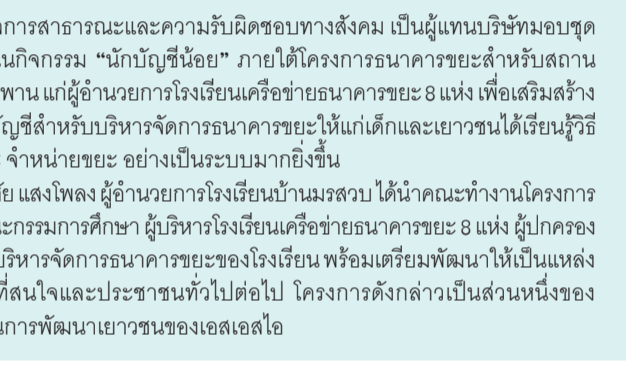 การสาธารณะและความรับผิดชอบทางสังคม เป็นผู้แทนบริษัทมอบชุด
กิจกรรม “นักบัญชีน้อย” ภายใต้โครงการธนาคารขยะสำหรับสถาน
พาน แก่ผู้อำนวยการโรงเรียนเครือข่ายธนาคารขยะ 8 แห่ง เพื่อเสริมสร้าง
ัญชีสำหรับบริหารจัดการธนาคารขยะให้แก่เด็กและเยาวชนได้เรียนรู้วิธี
จำหน่ายขยะ อย่างเป็นระบบมากยิ่งขึ้น
ัย แสงโพลง ผู้อำนวยการโรงเรียนบ้านมรสวบ ได้นำคณะทำงานโครงการ
ะกรรมการศึกษา ผู้บริหารโรงเรียนเครือข่ายธนาคารขยะ 8 แห่ง ผู้ปกครอง
บริหารจัดการธนาคารขยะของโรงเรียน พร้อมเตรียมพัฒนาให้เป็นแหล่ง
ที่สนใจและประชาชนทั่วไปต่อไป โครงการดังกล่าวเป็นส่วนหนึ่งของ
นการพัฒนาเยาวชนของเอสเอสไอ